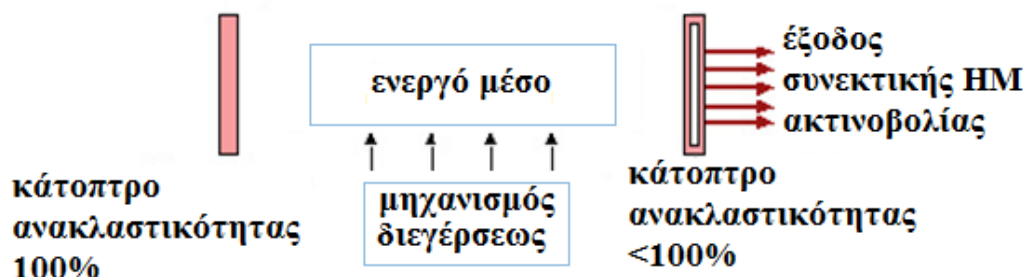 ενεργό μέσο
έξοδος
συνεκτικής ΗΜ
ακτινοβολίας
κάτοπτρο
ανακλαστικότητας
100%
μηχανισμός
διεγέρσεως
κάτοπτρο
ανακλαστικότητας
<100%